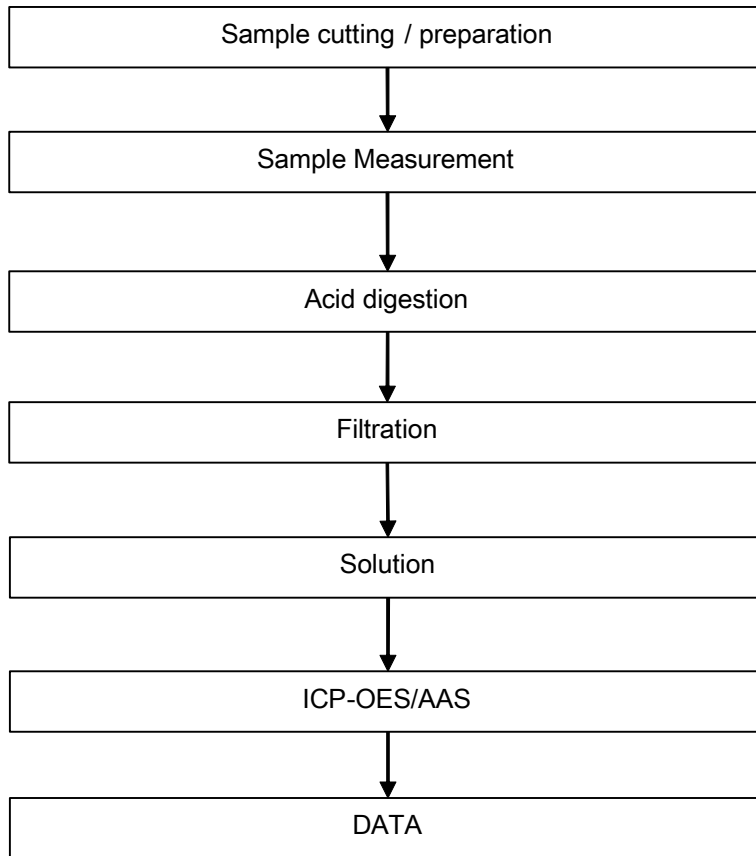 Sample cutting / preparation
Sample Measurement
Acid digestion
Filtration
Solution
ICP-OES/AAS
DATA